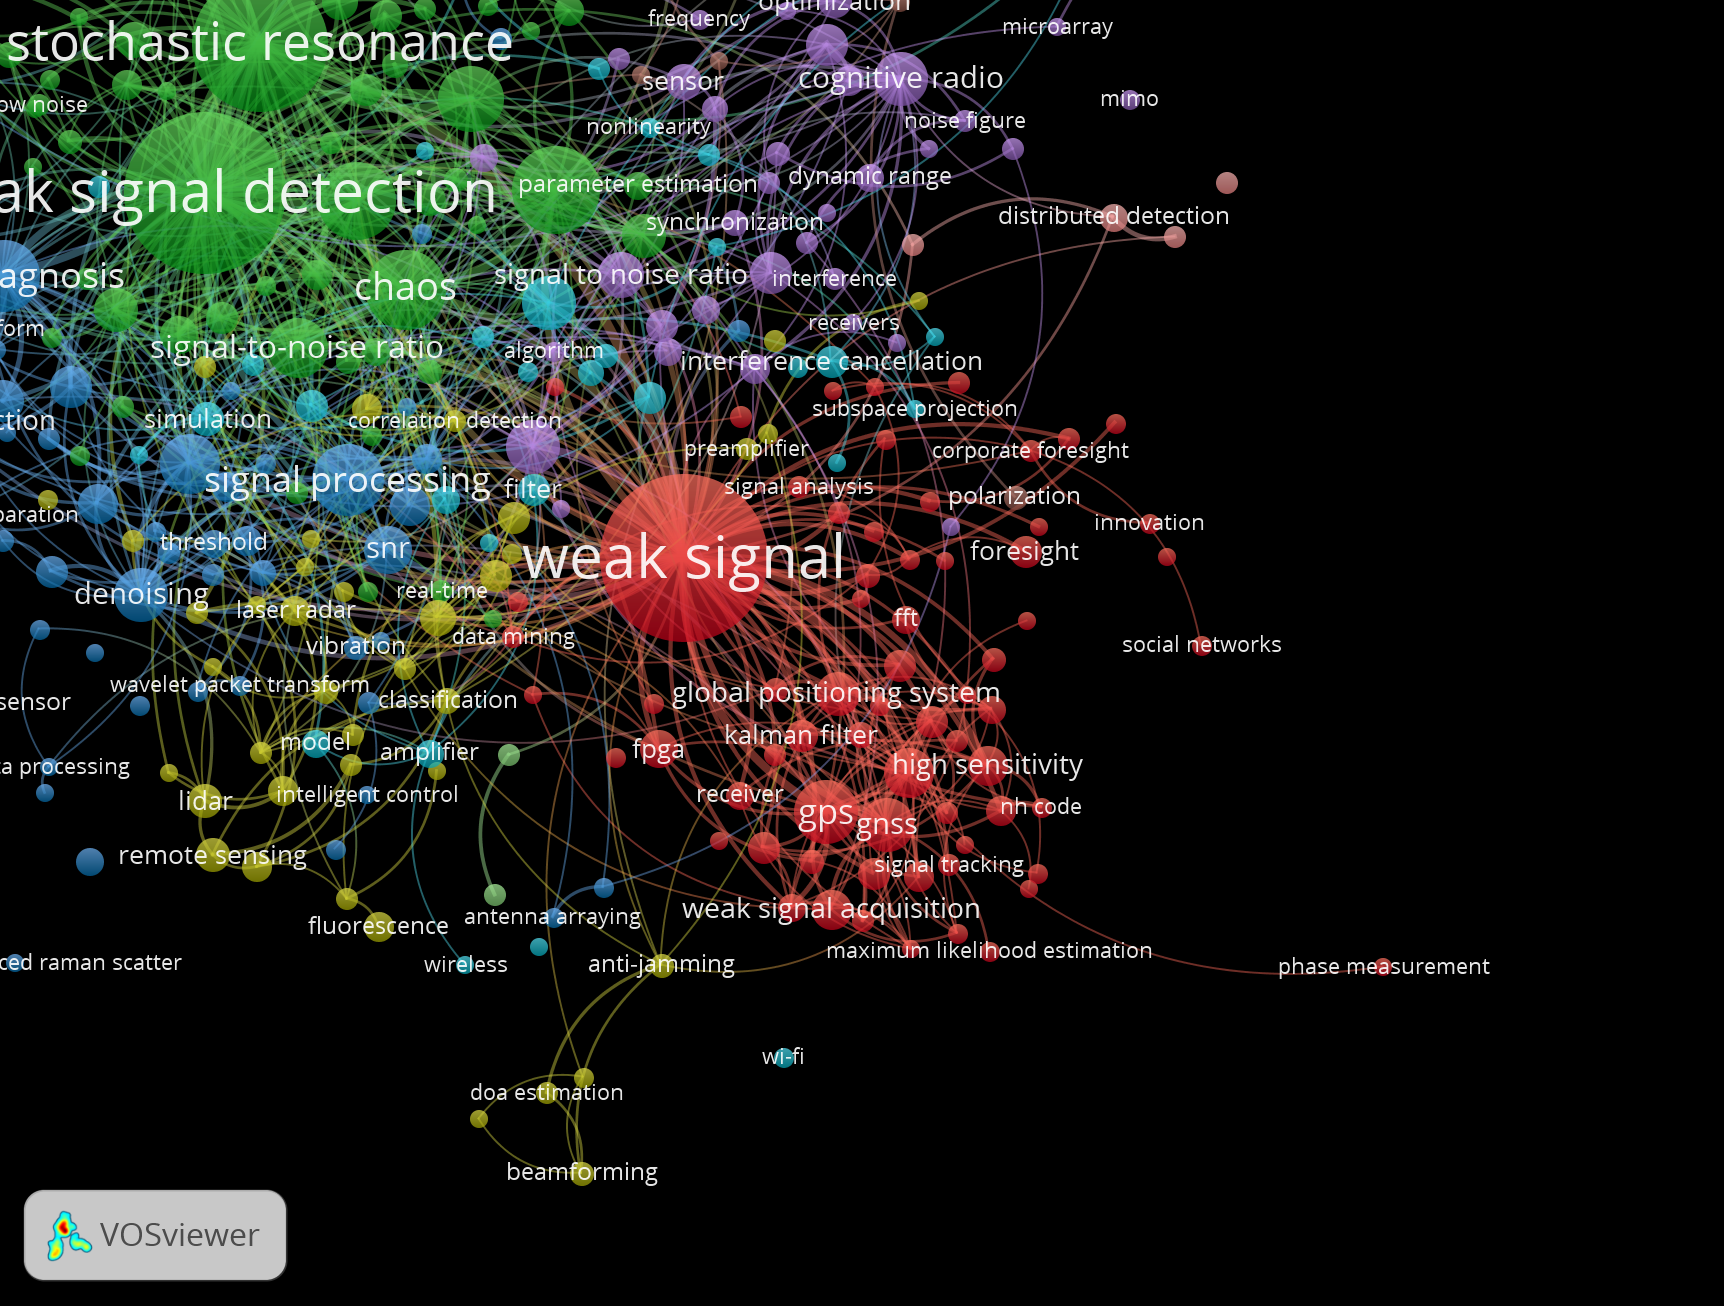 optimization
frequency
microarray
stochastic resonance
sensor
cognitive radio
mimo
ow noise
nonlinearity
noise figure
parameter estimation
dynamic range
ak signal detection
synchronization
distributed detection
agnosis
chaos
signal to noise ratio
interference
form
receivers
signal-to-noise ratio
algorithm
interference cancellation
ction
simulation
correlation detection
subspace projection
preamplifier
corporate foresight
signal processing
filter
signal analysis
polarization
paration
innovation
threshold
snr
weak signal
foresight
denoising
real-time
laser radar
fft
vibration
data mining
social networks
wavelet packet transform
classification
global positioning system
sensor
model
amplifier
fpga
kalman filter
ta processing
high sensitivity
lidar
intelligent control
receiver
gps
gnss
nh code
remote sensing
signal tracking
fluorescence
antenna arraying
weak signal acquisition
ced raman scatter
wireless
anti-jamming
maximum likelihood estimation
phase measurement
wi-fi
doa estimation
beamforming
VOSviewer